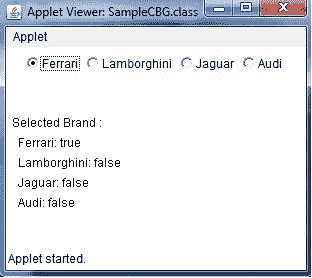 Applet Viewer: SampleCBG.class
Applet
Ferrari Lamborghini Jaguar Audi
Selected Brand :
Ferrari: true
Lamborghini: false
Jaguar: false
Audi: false
Applet started.